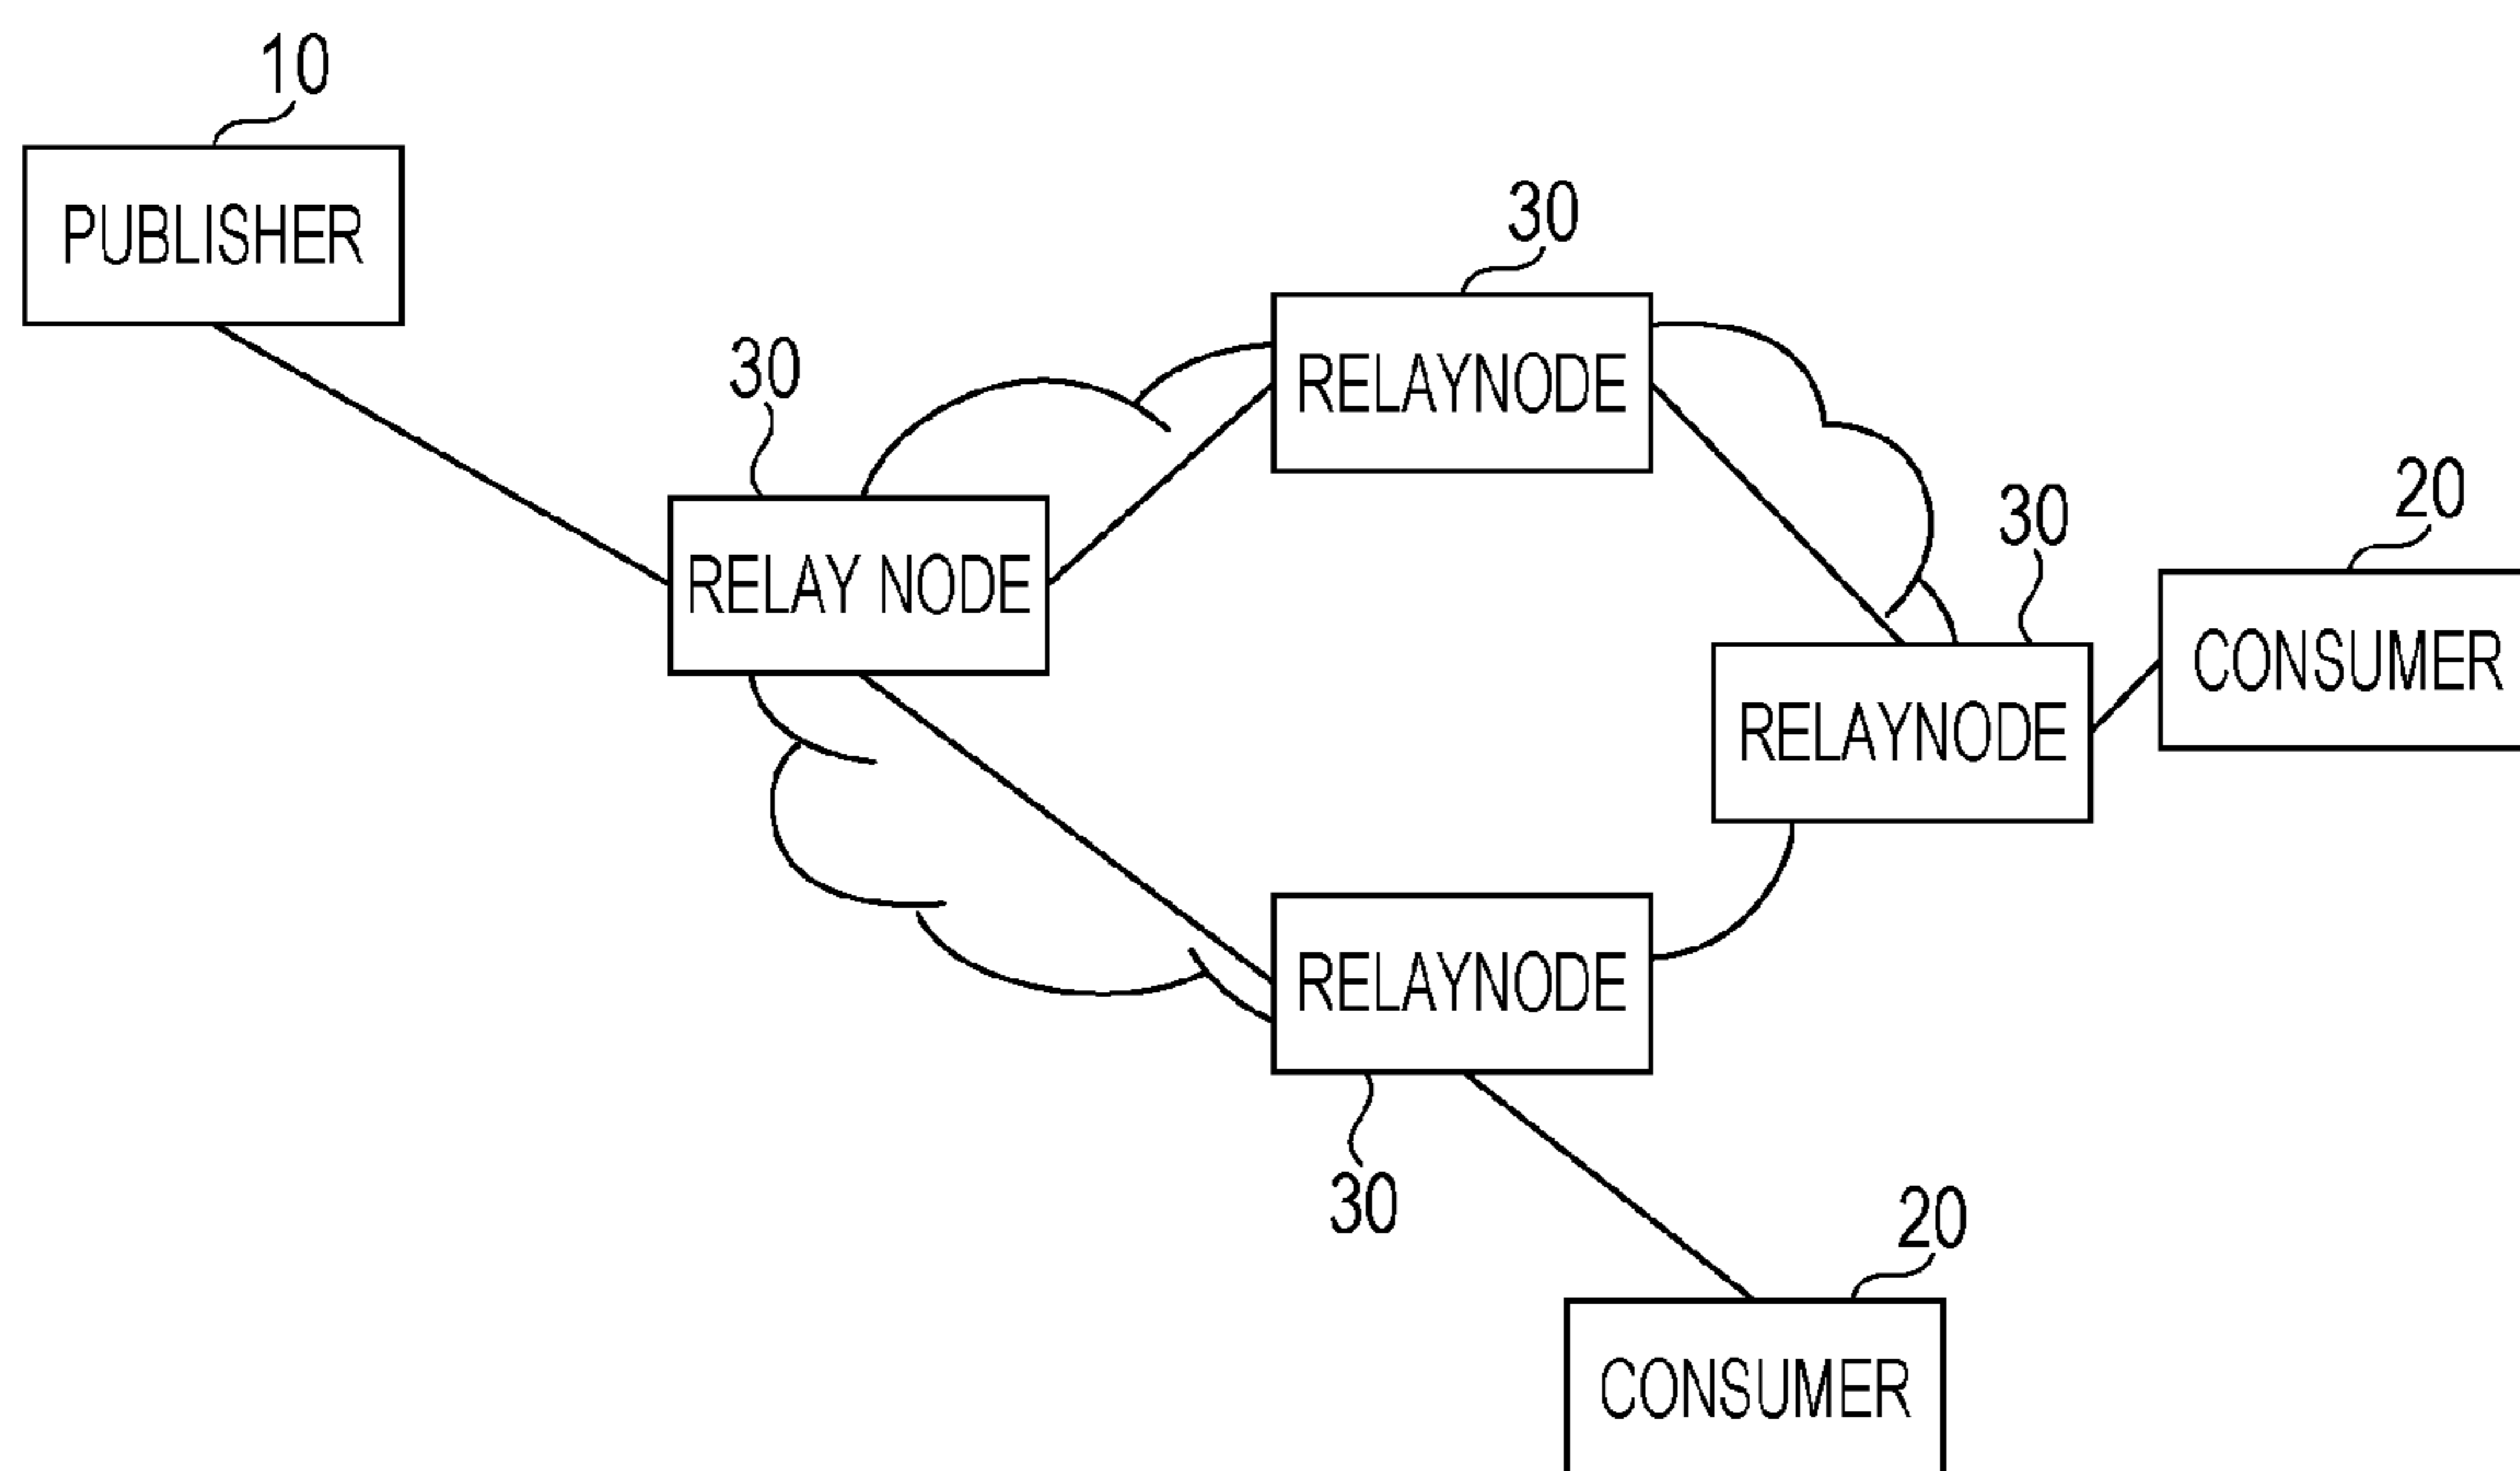 10
PUBLISHER
30
RELAYNODE
30
RELAY NODE
20
CONSUMER
30
RELAYNODE
RELAYNODE
30
20
CONSUMER